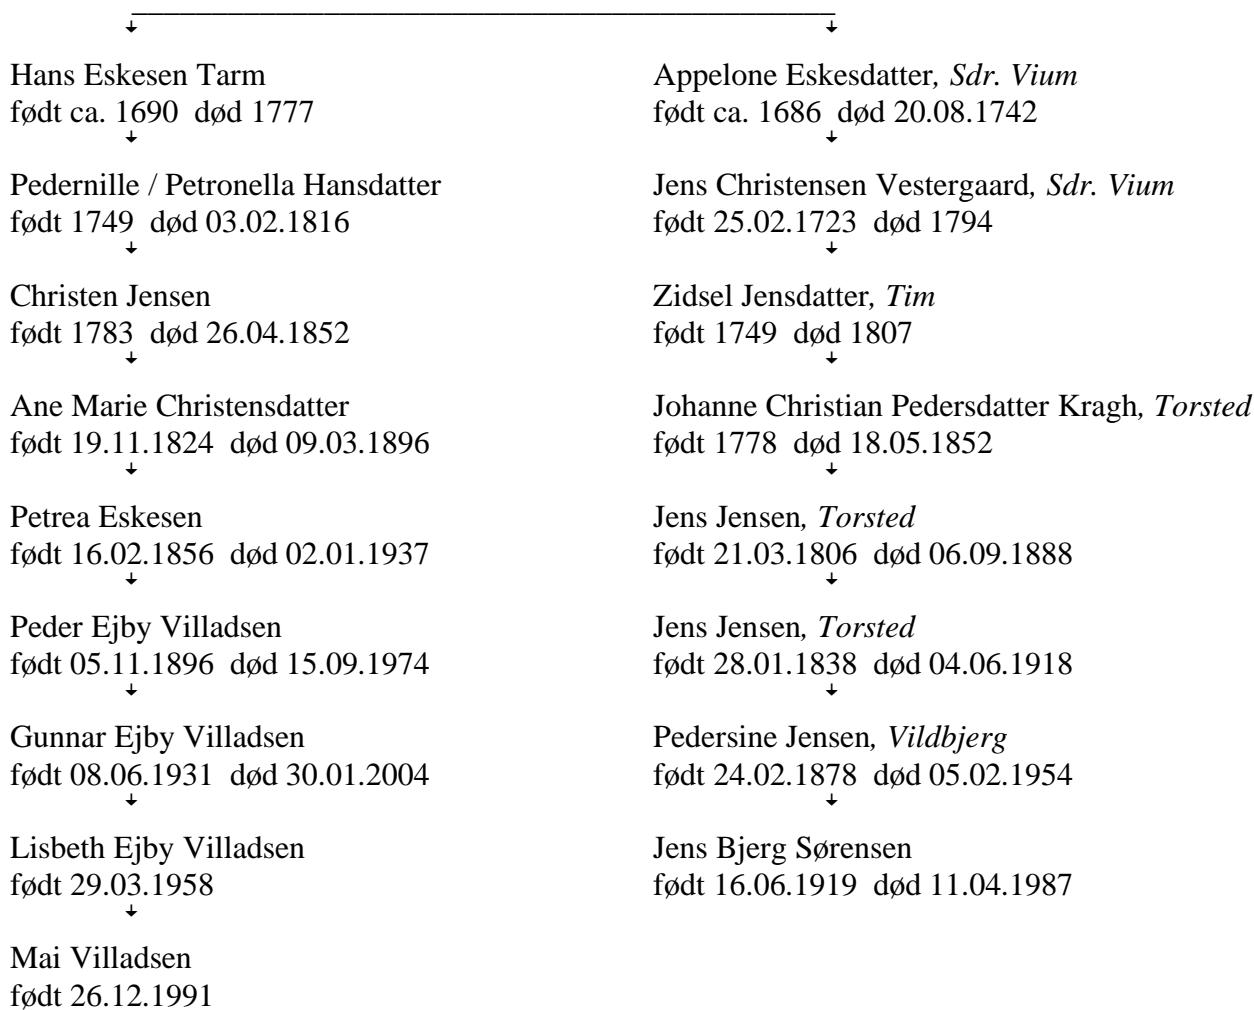 Hans Eskesen Tarm
født ca. 1690  død 1777
Pedernille / Petronella Hansdatter
født 1749  død 03.02.1816
Christen Jensen
født 1783  død 26.04.1852
Ane Marie Christensdatter
født 19.11.1824  død 09.03.1896
Petrea Eskesen
født 16.02.1856  død 02.01.1937
Peder Ejby Villadsen
født 05.11.1896  død 15.09.1974
Gunnar Ejby Villadsen
født 08.06.1931  død 30.01.2004
Lisbeth Ejby Villadsen
født 29.03.1958
Mai Villadsen
født 26.12.1991
Appelone Eskesdatter, Sdr. Vium
født ca. 1686  død 20.08.1742
Jens Christensen Vestergaard, Sdr. Vium
født 25.02.1723  død 1794
Zidsel Jensdatter, Tim
født 1749  død 1807
Johanne Christian Pedersdatter Kragh, Torsted
født 1778  død 18.05.1852
Jens Jensen, Torsted
født 21.03.1806  død 06.09.1888
Jens Jensen, Torsted
født 28.01.1838  død 04.06.1918
Pedersine Jensen, Vildbjerg
født 24.02.1878  død 05.02.1954
Jens Bjerg Sørensen
født 16.06.1919  død 11.04.1987